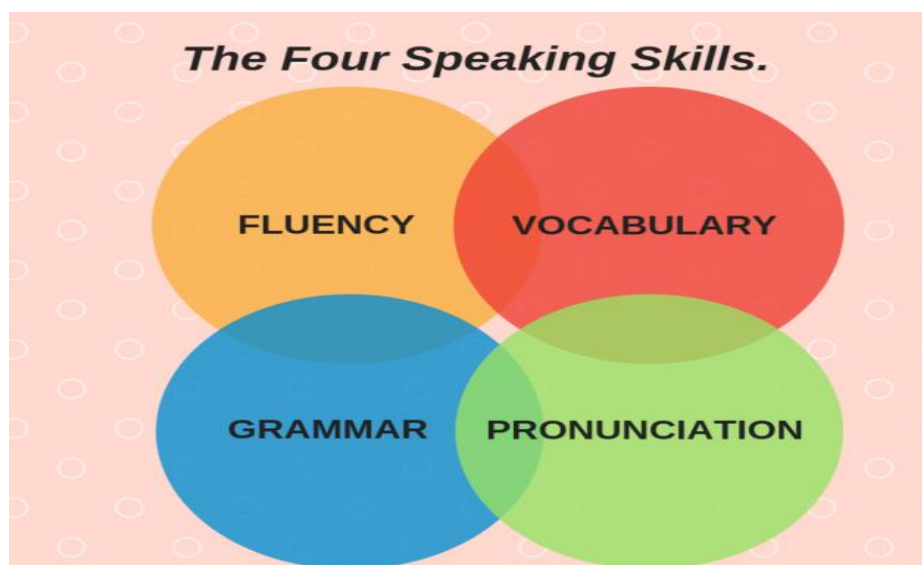 The Four Speaking Skills.
FLUENCY
VOCABULARY
GRAMMAR
PRONUNCIATION